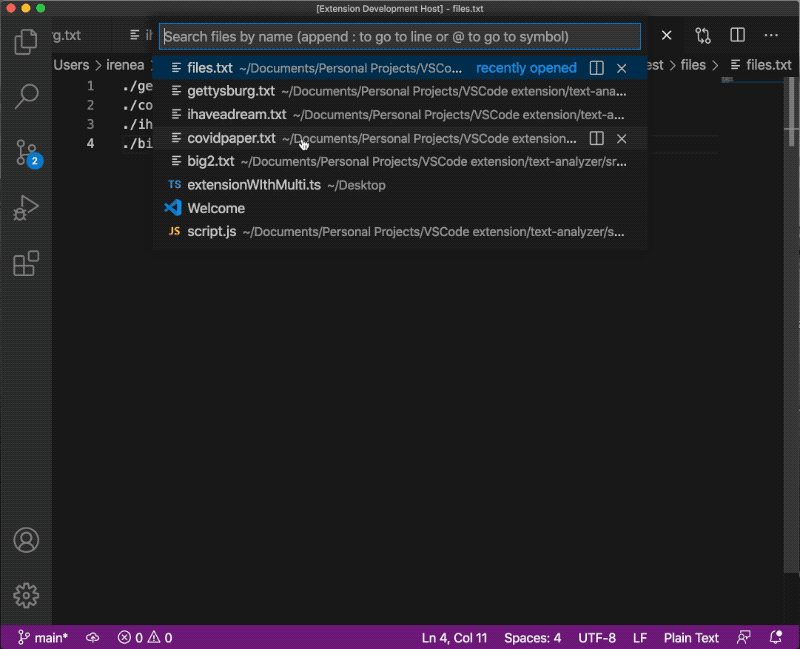 [Extension Development Host] - files.txt
rg.txt
Search files by name (append : to go to line or @ to go to symbol)
Users > irenea
est > files > files.txt
files.txt ~/Documents/Personal Projects/VSCo... recently opened
gettysburg.txt ~/Documents/Personal Projects/VSCode extension/text-ana...
ihaveadream.txt ~/Documents/Personal Projects/VSCode extension/text-a...
covidpaper.txt ~/Documents/Personal Projects/VSCode extension...
big2.txt ~/Documents/Personal Projects/VSCode extension/text-analyzer/sr...
TS extensionWIthMulti.ts ~/Desktop
Welcome
JS script.js ~/Documents/Personal Projects/VSCode extension/text-analyzer/s...
1 ./ge
2 ./co
3 ./ih
4 ./bi
2
main* 0 0 Ln 4, Col 11 Spaces: 4 UTF-8 LF Plain Text